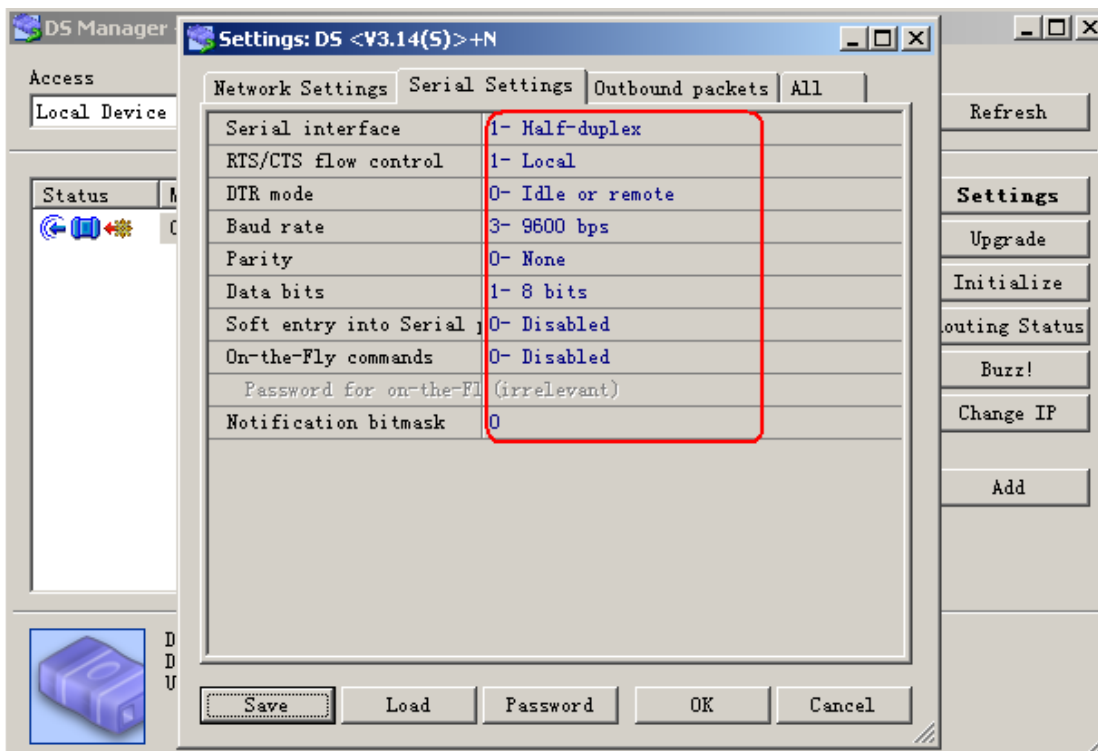 DS Manager
Settings: DS <V3.14(S)>+N
Access
Local Device
Network Settings Serial Settings Outbound packets All
Serial interface 1- Half-duplex
RTS/CTS flow control 1- Local
DTR mode 0- Idle or remote
Baud rate 3- 9600 bps
Parity 0- None
Data bits 1- 8 bits
Soft entry into Serial 0- Disabled
On-the-Fly commands 0- Disabled
Password for on-the-Fl (irrelevant)
Notification bitmask 0
Save Load Password OK Cancel
Status
Refresh
Settings
Upgrade
Initialize
outing Status
Buzz!
Change IP
Add
D
D
U